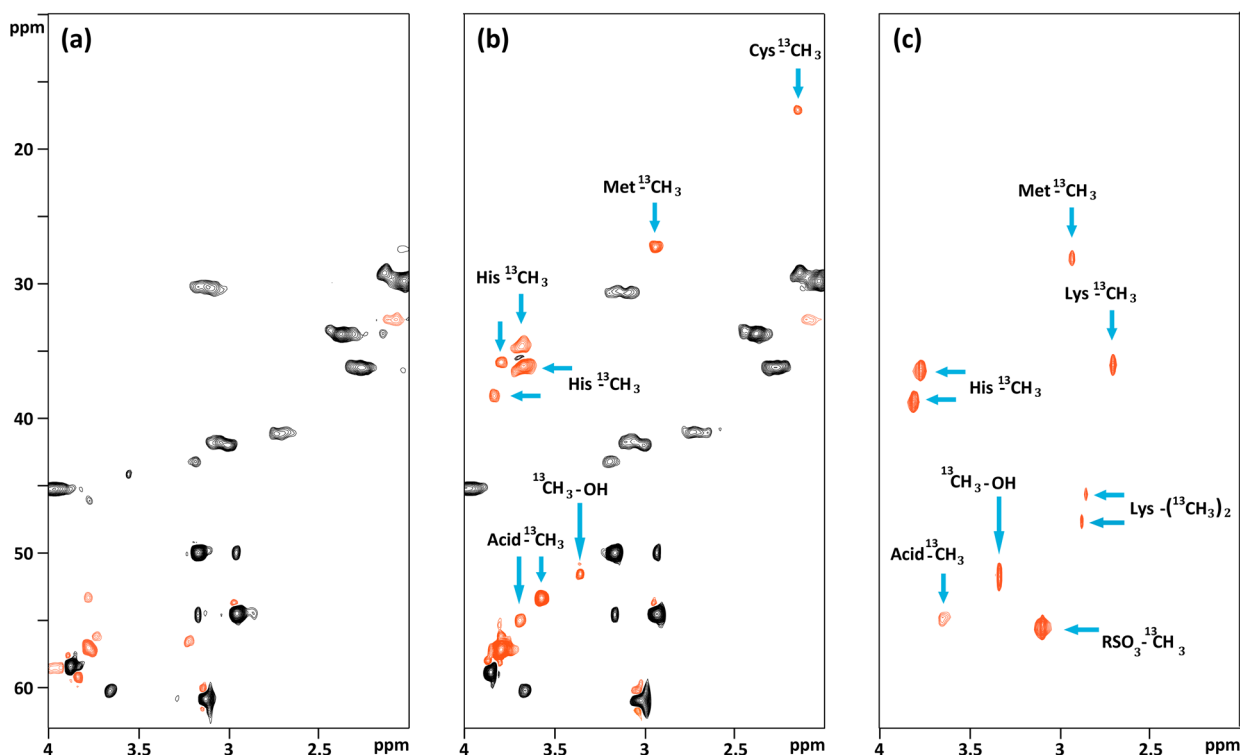 ppm
(a)
20
30
40
50
60
4
3.5
3
2.5
ppm
(b)
Cys-¹³CH₃
Met-¹³CH₃
His-¹³CH₃
His-¹³CH₃
¹³CH₃-OH
Acid-¹³CH₃
4
3.5
3
2.5
ppm
(c)
Met-¹³CH₃
Lys-¹³CH₃
His-¹³CH₃
¹³CH₃-OH
Lys-(¹³CH₃)₂
Acid-¹³CH₃
RSO₃-¹³CH₃
4
3.5
3
2.5
ppm